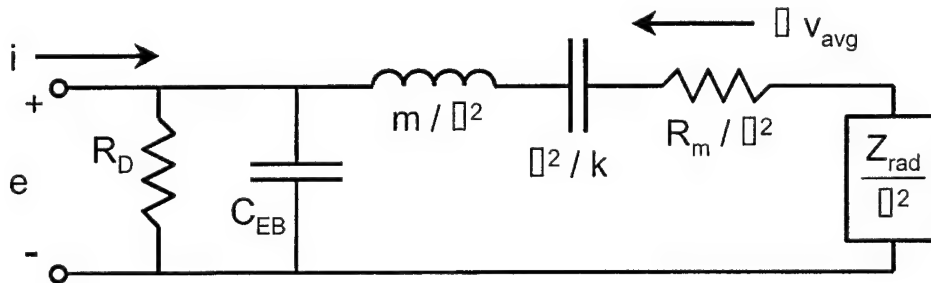 i
▯ v_avg
+
R_D
e
C_EB
-
m / ▯²
▯² / k
R_m / ▯²
Z_rad
▯²